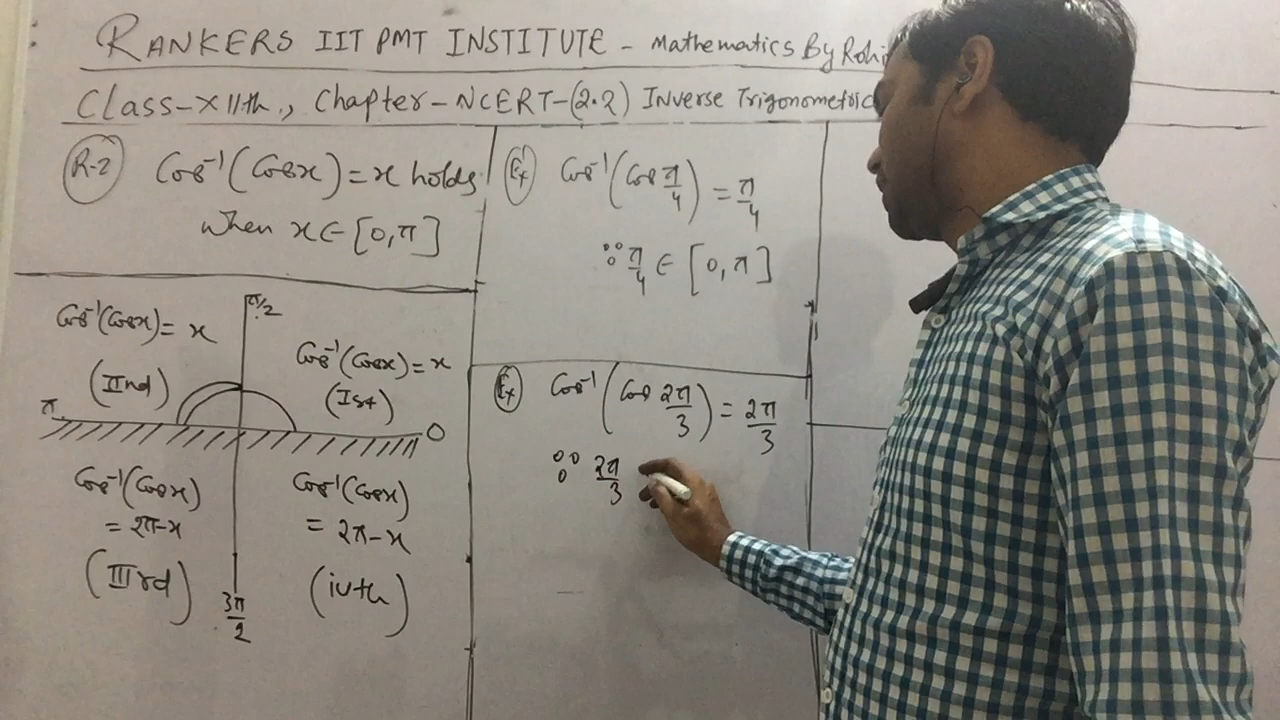 RANKERS IIT PMT INSTITUTE - Mathematics By Rohi
Class-XIIth., Chapter-NCERT-(2.2) Inverse Trigonometric
R-2 Cos⁻¹(Cosx)=x holds
When x∈[0,π]
π/2
Cos⁻¹(Cosx)=x
(IInd)
Cos⁻¹(Cosx)=x
(Ist)
π
0
Cos⁻¹(Cosx)
=2π-x
(IIIrd)
Cos⁻¹(Cosx)
=2π-x
(ivth)
3π/2
Ex Cos⁻¹(Cos π/4)=π/4
∵ π/4 ∈ [0,π]
Ex Cos⁻¹(Cos 2π/3)=2π/3
∵ 2π/3